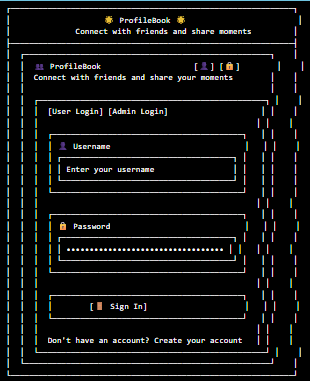 🌟 ProfileBook 🌟
Connect with friends and share moments
👥 ProfileBook [👤] [🔒]
Connect with friends and share your moments
[User Login] [Admin Login]
👤 Username
Enter your username
🔒 Password
••••••••••••••••••••••••••••••••••
[🚪 Sign In]
Don't have an account? Create your account